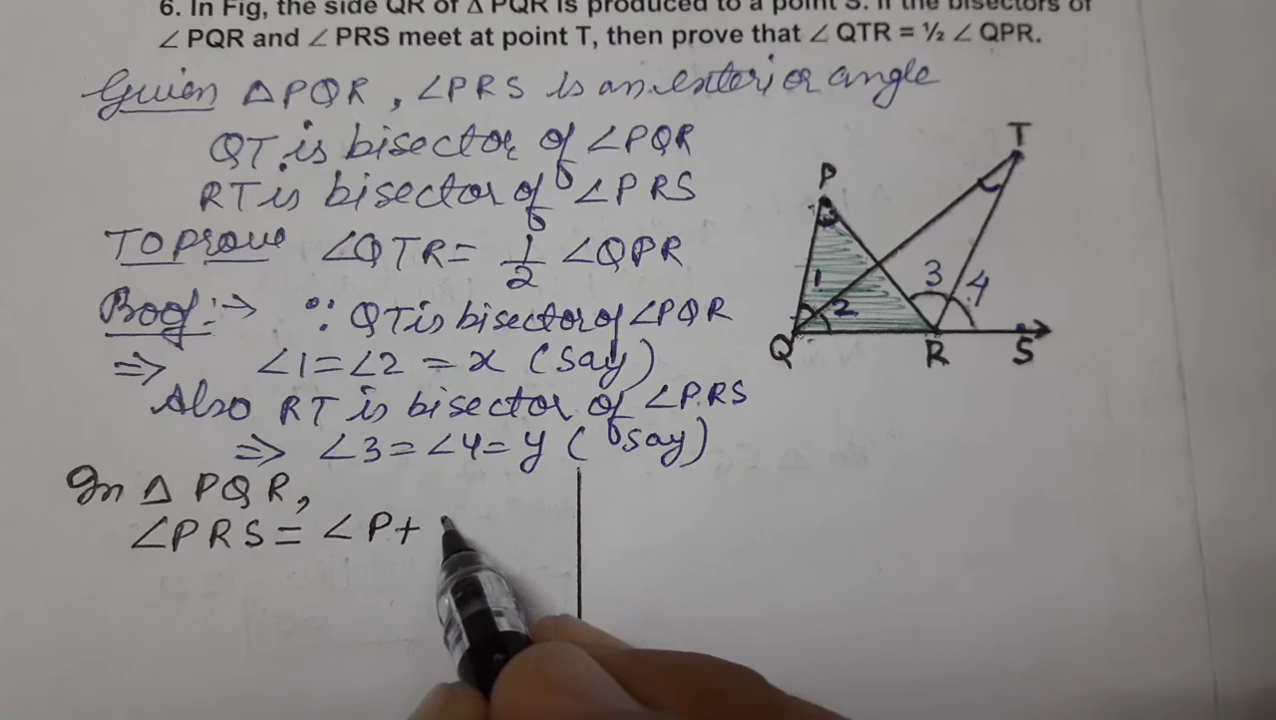 6. In Fig, the side QR of Δ PQR is produced to a point S. If the bisectors of
∠ PQR and ∠ PRS meet at point T, then prove that ∠ QTR = ½ ∠ QPR.
Given Δ PQR, ∠PRS is an exterior angle
QT is bisector of ∠PQR
RT is bisector of ∠PRS
TO prove ∠QTR = 1/2 ∠QPR
Proof :→ ∵ QT is bisector of ∠PQR
⇒ ∠1 = ∠2 = x (Say)
Also RT is bisector of ∠PRS
⇒ ∠3 = ∠4 = y (say)
In Δ PQR,
∠PRS = ∠P+
T
P
1
2
3
4
Q
R
S